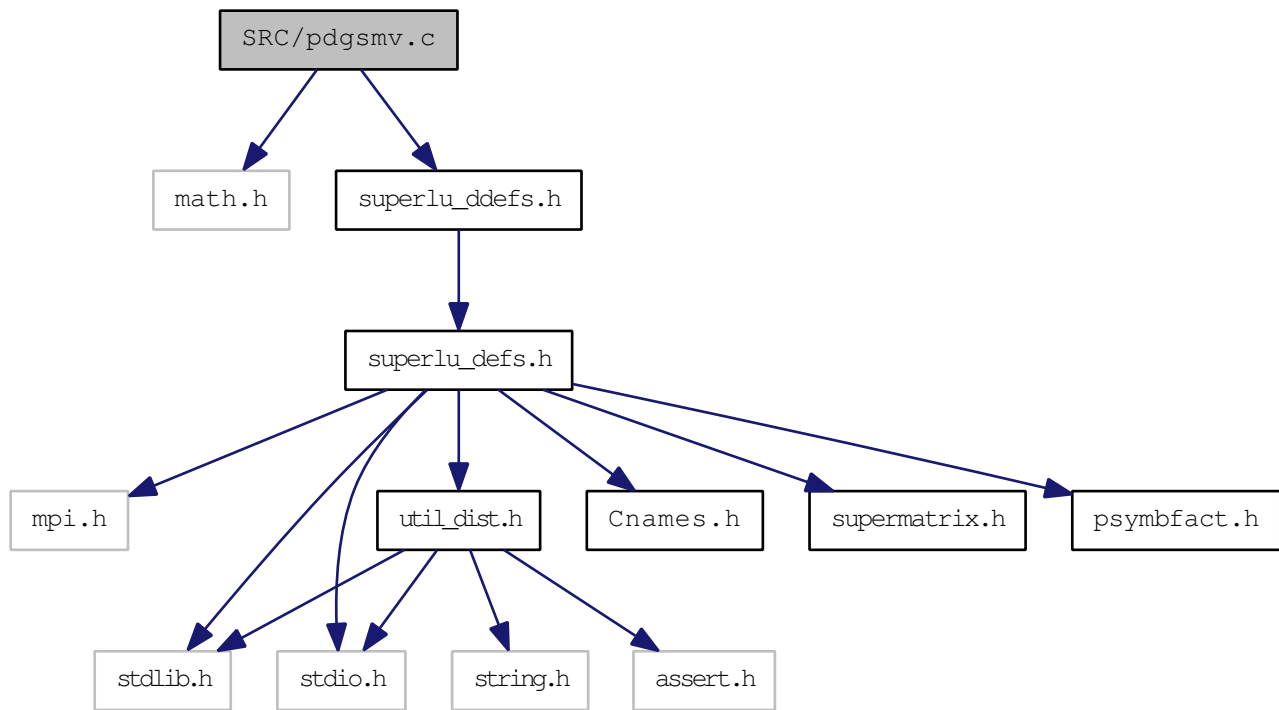 SRC/pdgsmv.c
math.h
superlu_ddefs.h
superlu_defs.h
mpi.h
util_dist.h
Cnames.h
supermatrix.h
psymbfact.h
stdlib.h
stdio.h
string.h
assert.h